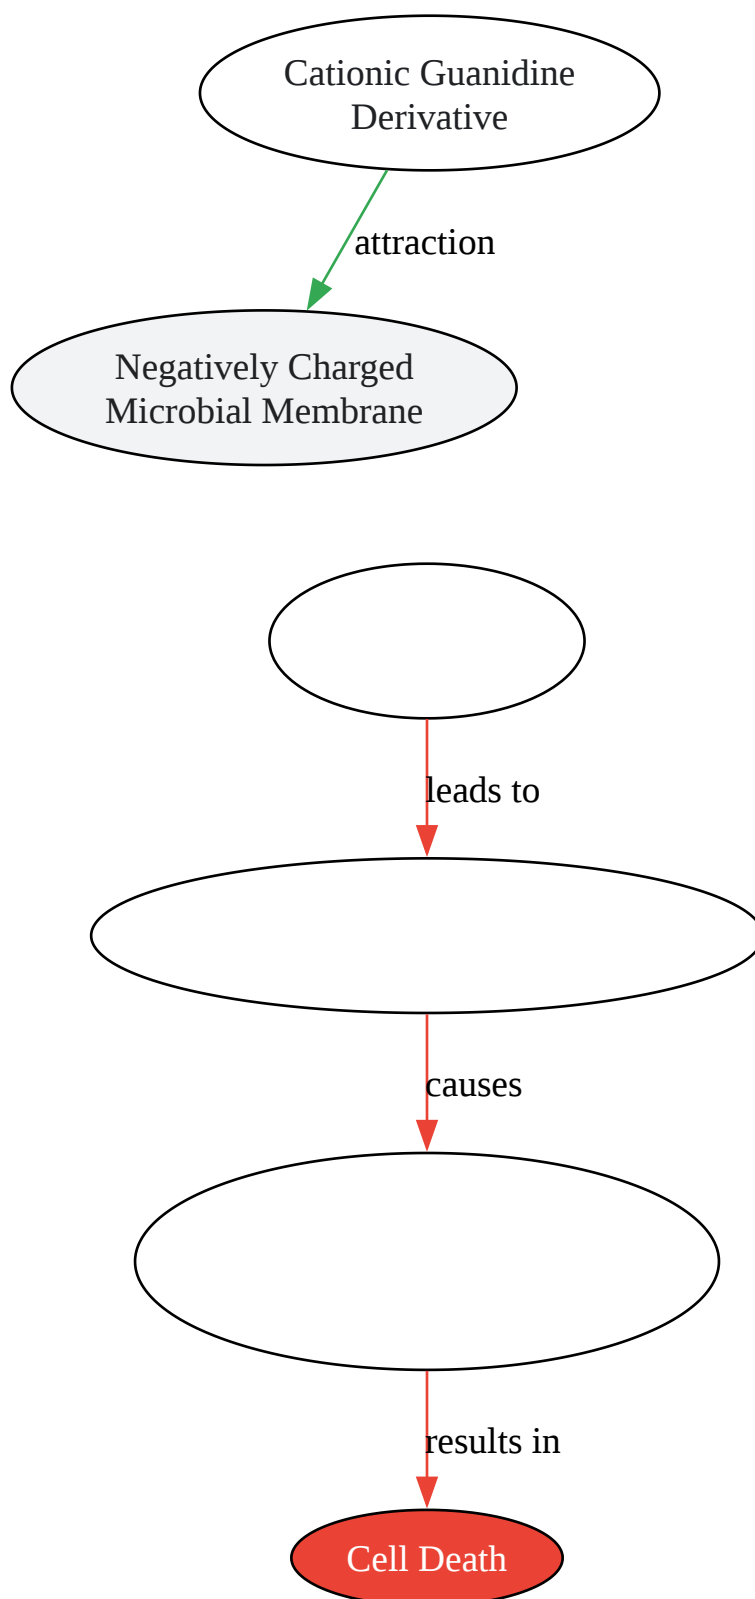 Cationic Guanidine
Derivative
attraction
Negatively Charged
Microbial Membrane
leads to
causes
results in
Cell Death